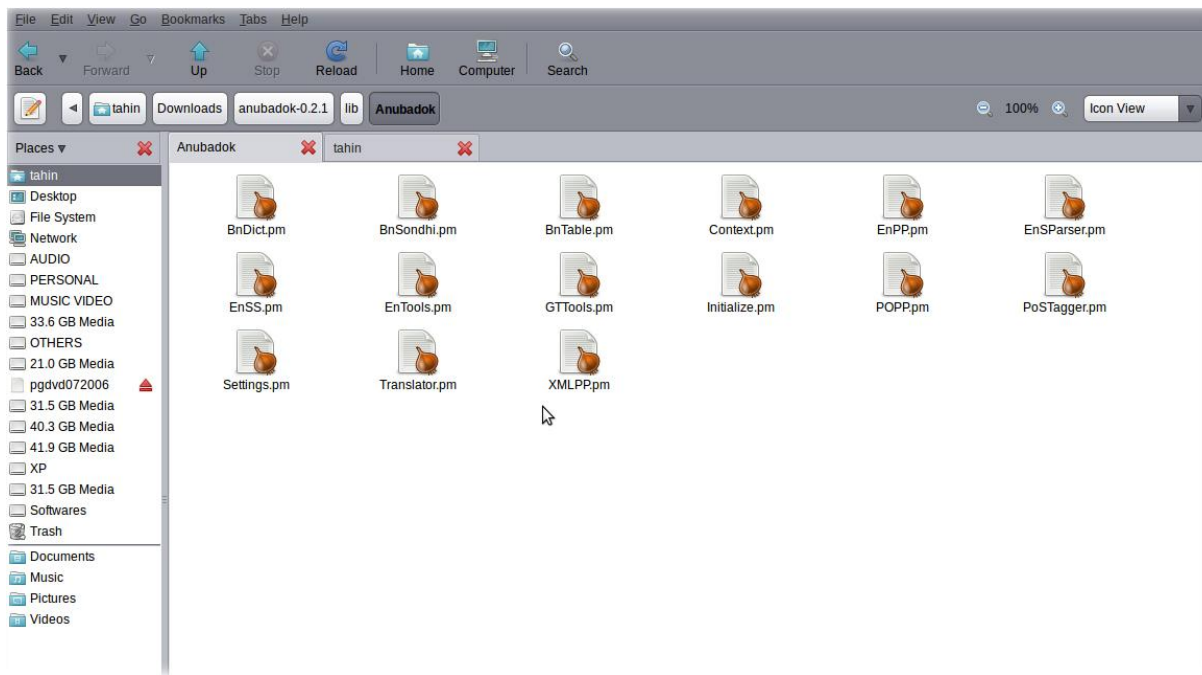 File Edit View Go Bookmarks Tabs Help
Back Forward Up Stop Reload Home Computer Search
tahin Downloads anubadok-0.2.1 lib Anubadok 100% Icon View
Places Anubadok tahin
tahin
Desktop
File System
Network
AUDIO
PERSONAL
MUSIC VIDEO
33.6 GB Media
OTHERS
21.0 GB Media
pgdvd072006
31.5 GB Media
40.3 GB Media
41.9 GB Media
XP
31.5 GB Media
Softwares
Trash
Documents
Music
Pictures
Videos
BnDict.pm BnSondhi.pm BnTable.pm Context.pm EnPP.pm EnSParser.pm
EnSS.pm EnTools.pm GTTools.pm Initialize.pm POPP.pm PoSTagger.pm
Settings.pm Translator.pm XMLPP.pm